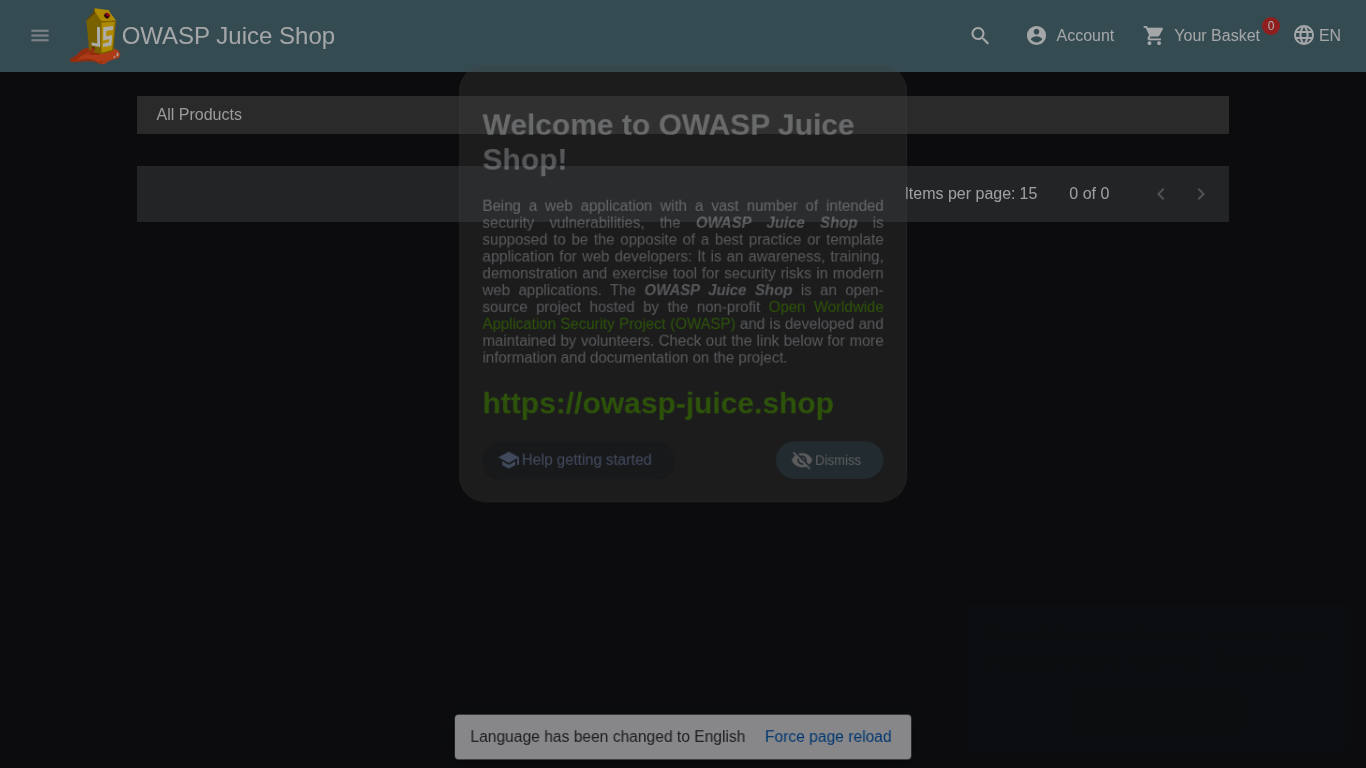 OWASP Juice Shop
Account
Your Basket
0
EN
All Products
Welcome to OWASP Juice
Shop!
Items per page: 15
0 of 0
Being a web application with a vast number of intended
security vulnerabilities, the OWASP Juice Shop is
supposed to be the opposite of a best practice or template
application for web developers: It is an awareness, training,
demonstration and exercise tool for security risks in modern
web applications. The OWASP Juice Shop is an open-
source project hosted by the non-profit Open Worldwide
Application Security Project (OWASP) and is developed and
maintained by volunteers. Check out the link below for more
information and documentation on the project.
https://owasp-juice.shop
Help getting started
Dismiss
Language has been changed to English
Force page reload